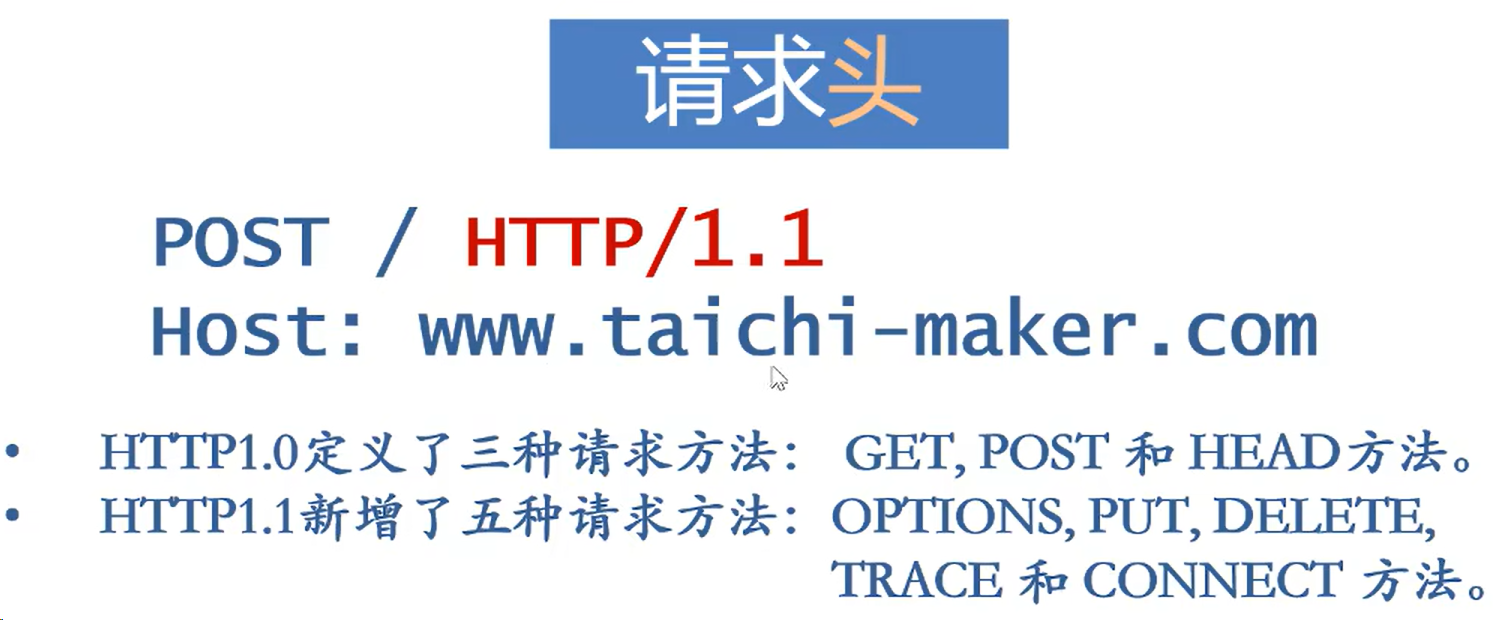 请求头
POST / HTTP/1.1
Host: www.taichi-maker.com
• HTTP1.0定义了三种请求方法： GET, POST 和 HEAD方法。
• HTTP1.1新增了五种请求方法：OPTIONS, PUT, DELETE,
TRACE 和 CONNECT 方法。